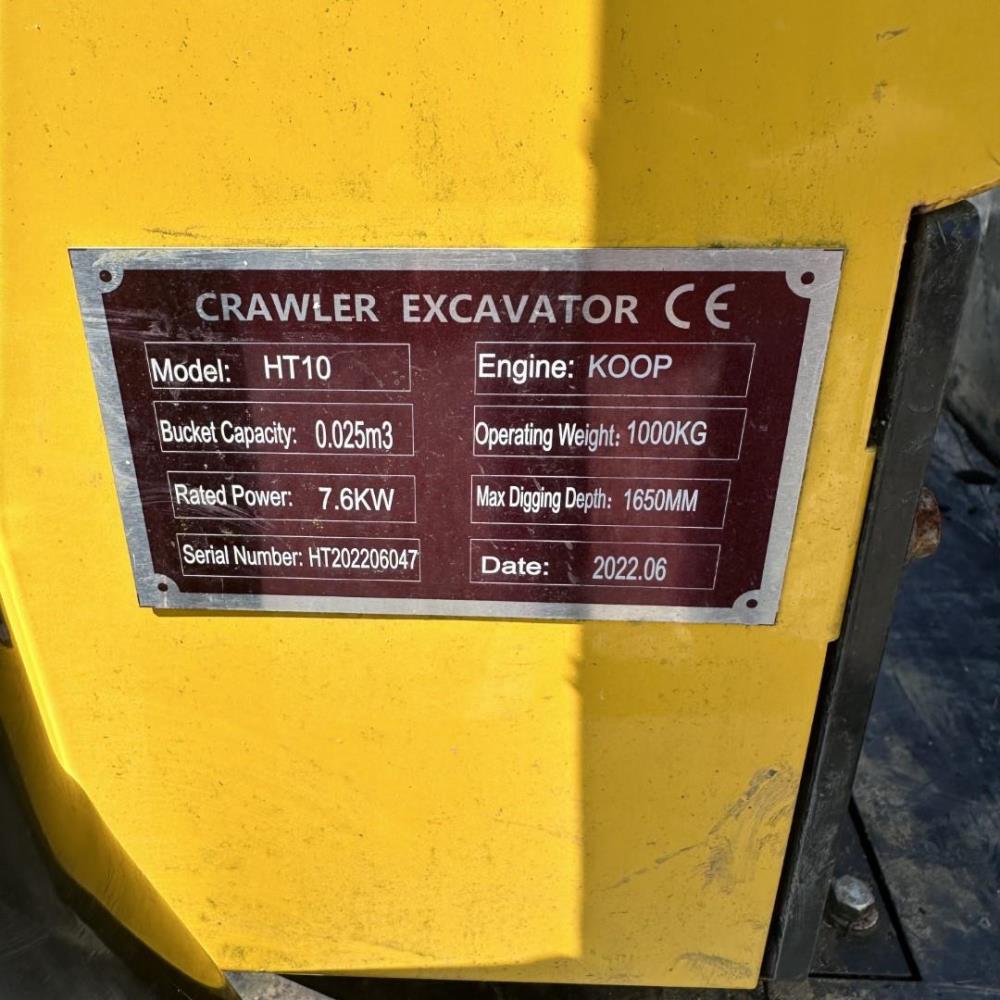 CRAWLER EXCAVATOR CE
Model: HT10
Engine: KOOP
Bucket Capacity: 0.025m3
Operating Weight: 1000KG
Rated Power: 7.6KW
Max Digging Depth: 1650MM
Serial Number: HT202206047
Date: 2022.06